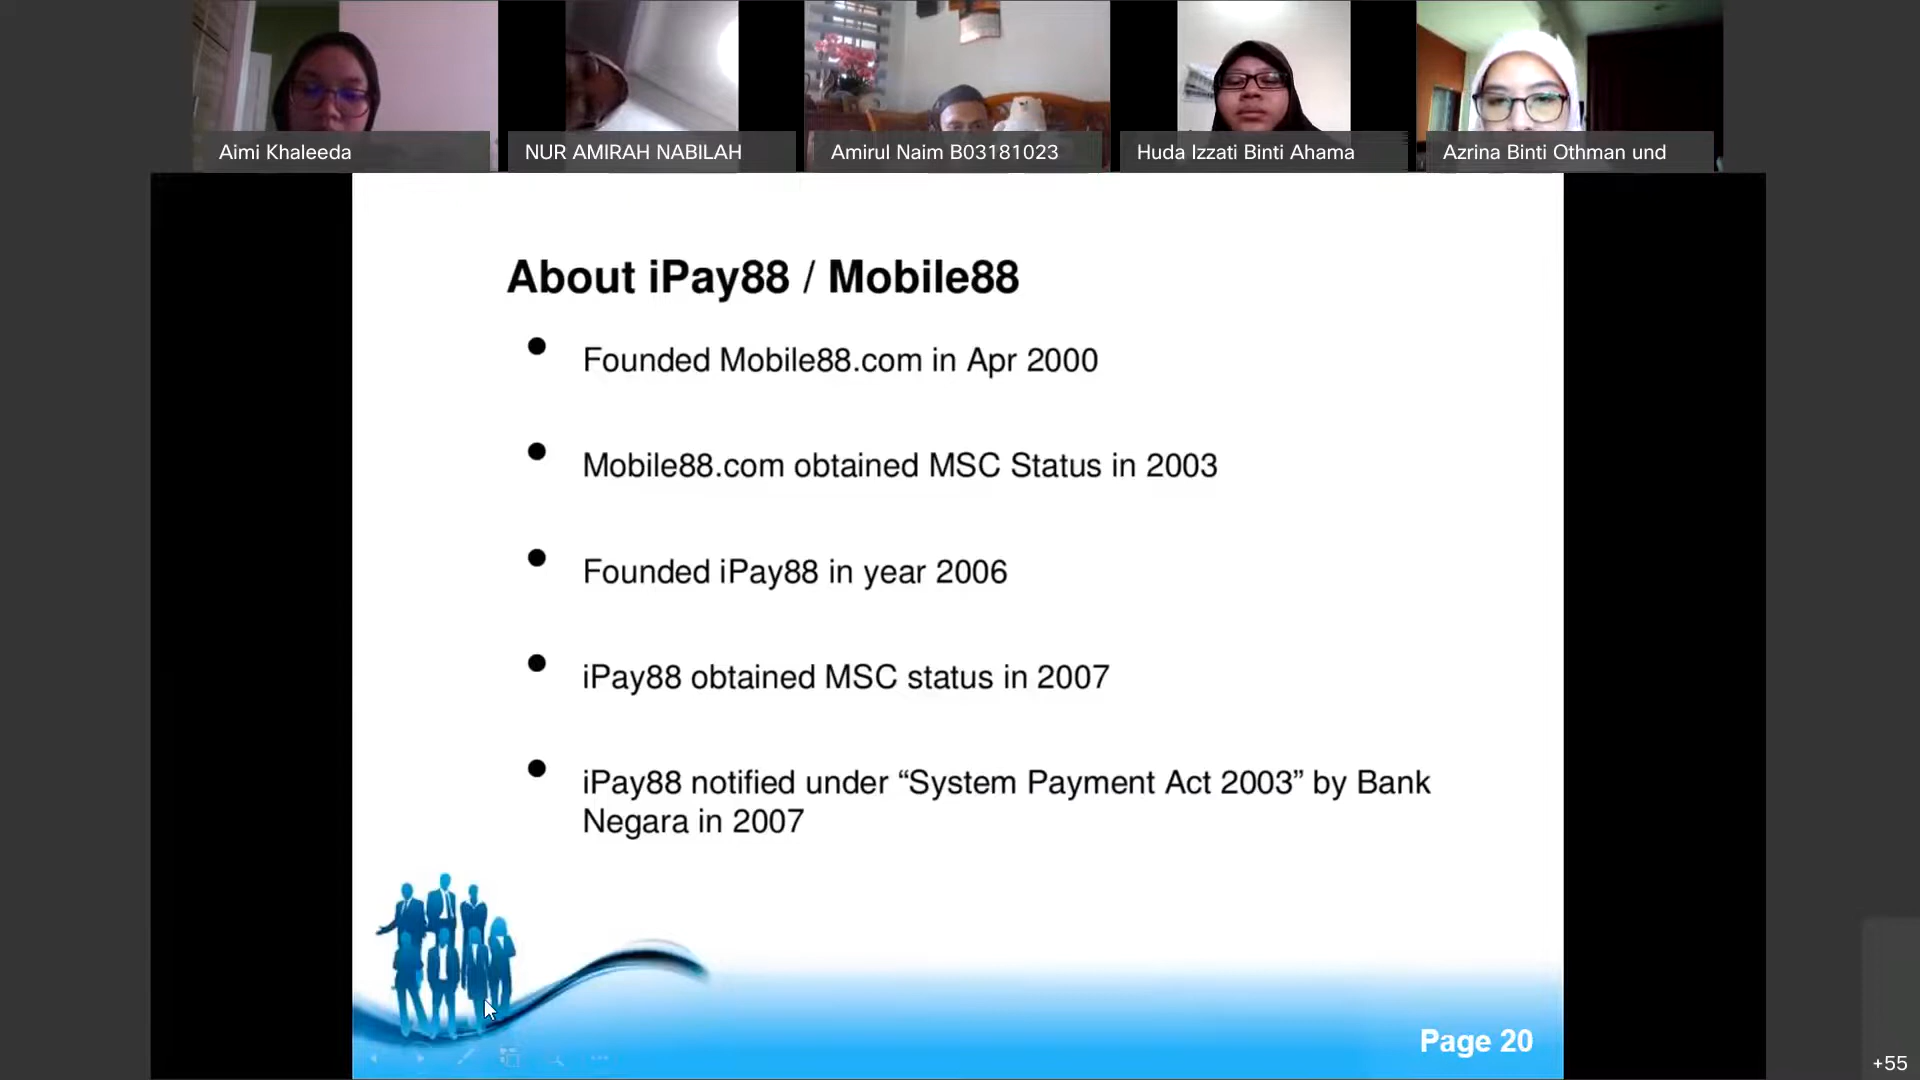 Aimi Khaleeda
NUR AMIRAH NABILAH
Amirul Naim B03181023
Huda Izzati Binti Ahama
Azrina Binti Othman und
About iPay88 / Mobile88
• Founded Mobile88.com in Apr 2000
• Mobile88.com obtained MSC Status in 2003
• Founded iPay88 in year 2006
• iPay88 obtained MSC status in 2007
• iPay88 notified under “System Payment Act 2003” by Bank
Negara in 2007
Page 20
+55